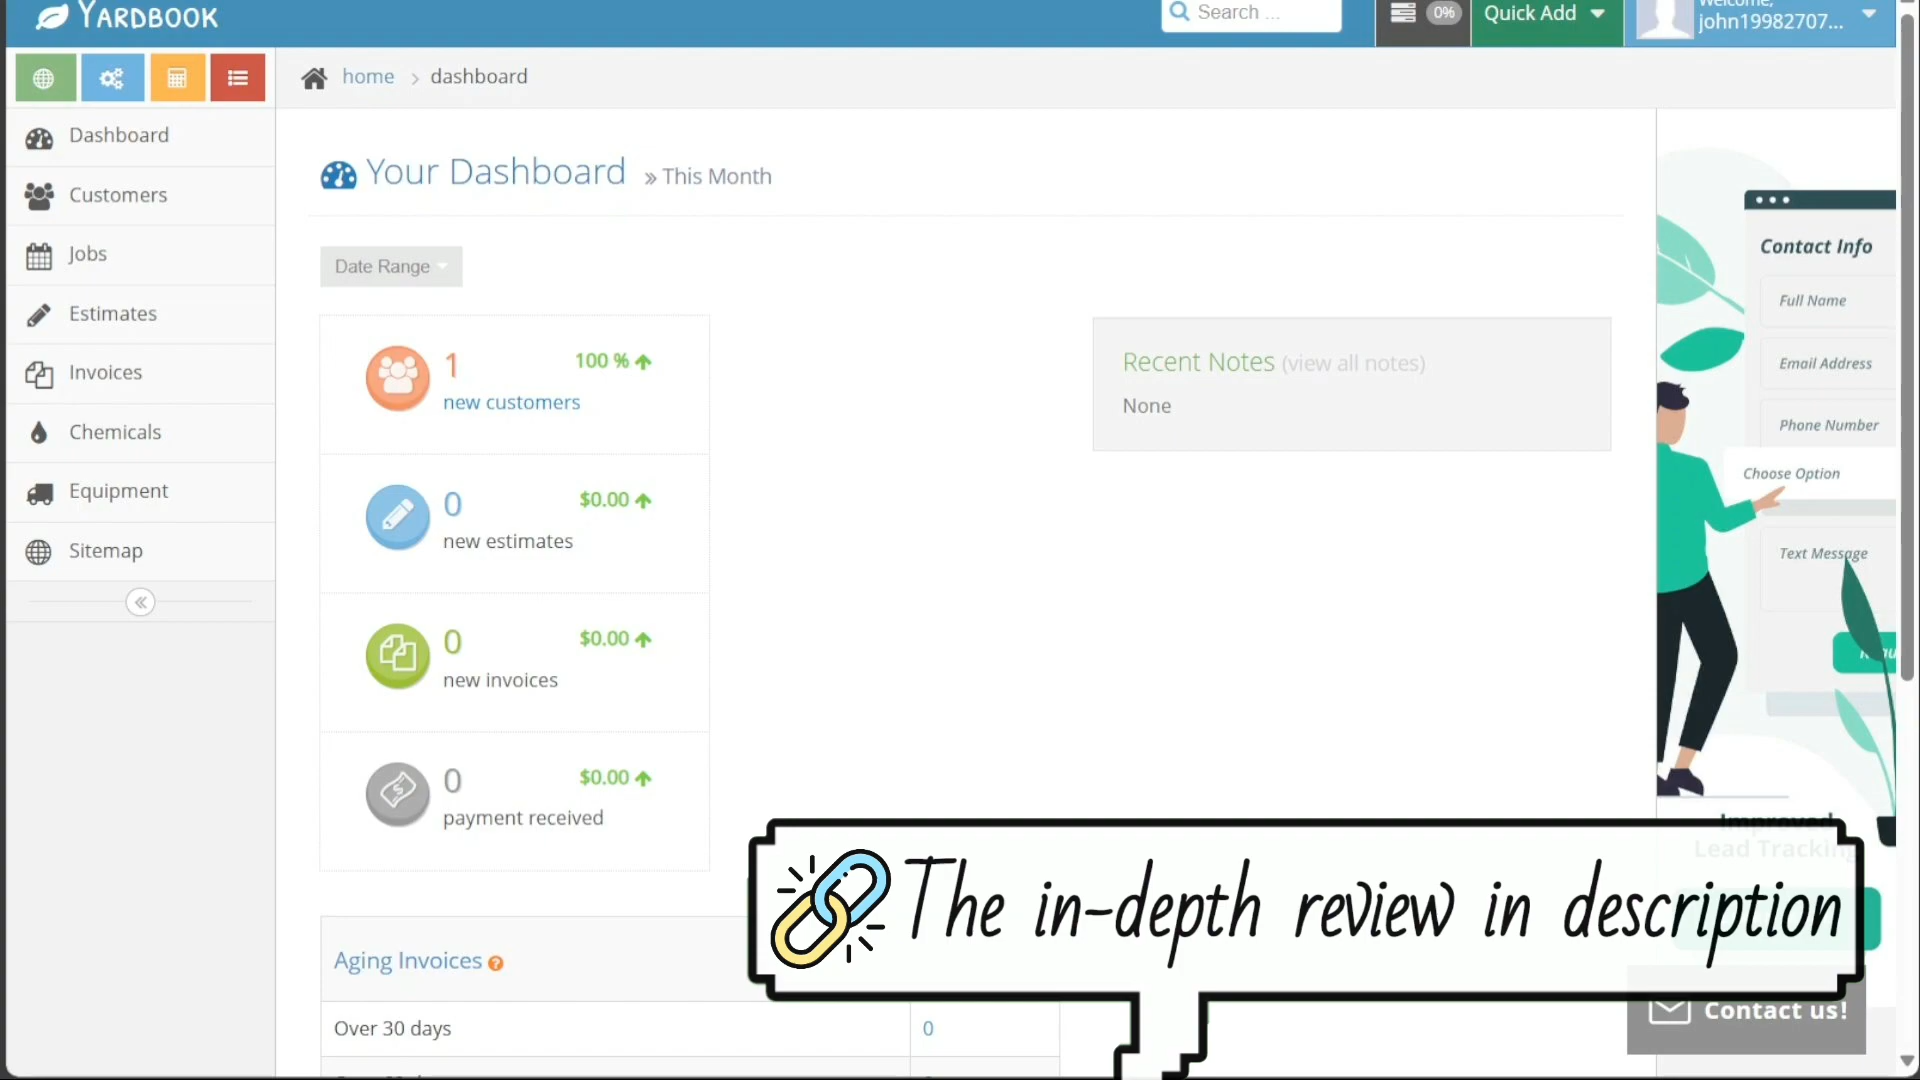 YARDBOOK
Search ...
0%
Quick Add
Welcome,
john19982707...
home
dashboard
Dashboard
Customers
Jobs
Estimates
Invoices
Chemicals
Equipment
Sitemap
Your Dashboard » This Month
Date Range
1
100 %
new customers
0
$0.00
new estimates
0
$0.00
new invoices
0
$0.00
payment received
Recent Notes (view all notes)
None
Contact Info
Full Name
Email Address
Phone Number
Choose Option
Text Message
Improved
Lead Tracking
The in-depth review in description
Contact us!
Aging Invoices
Over 30 days
0